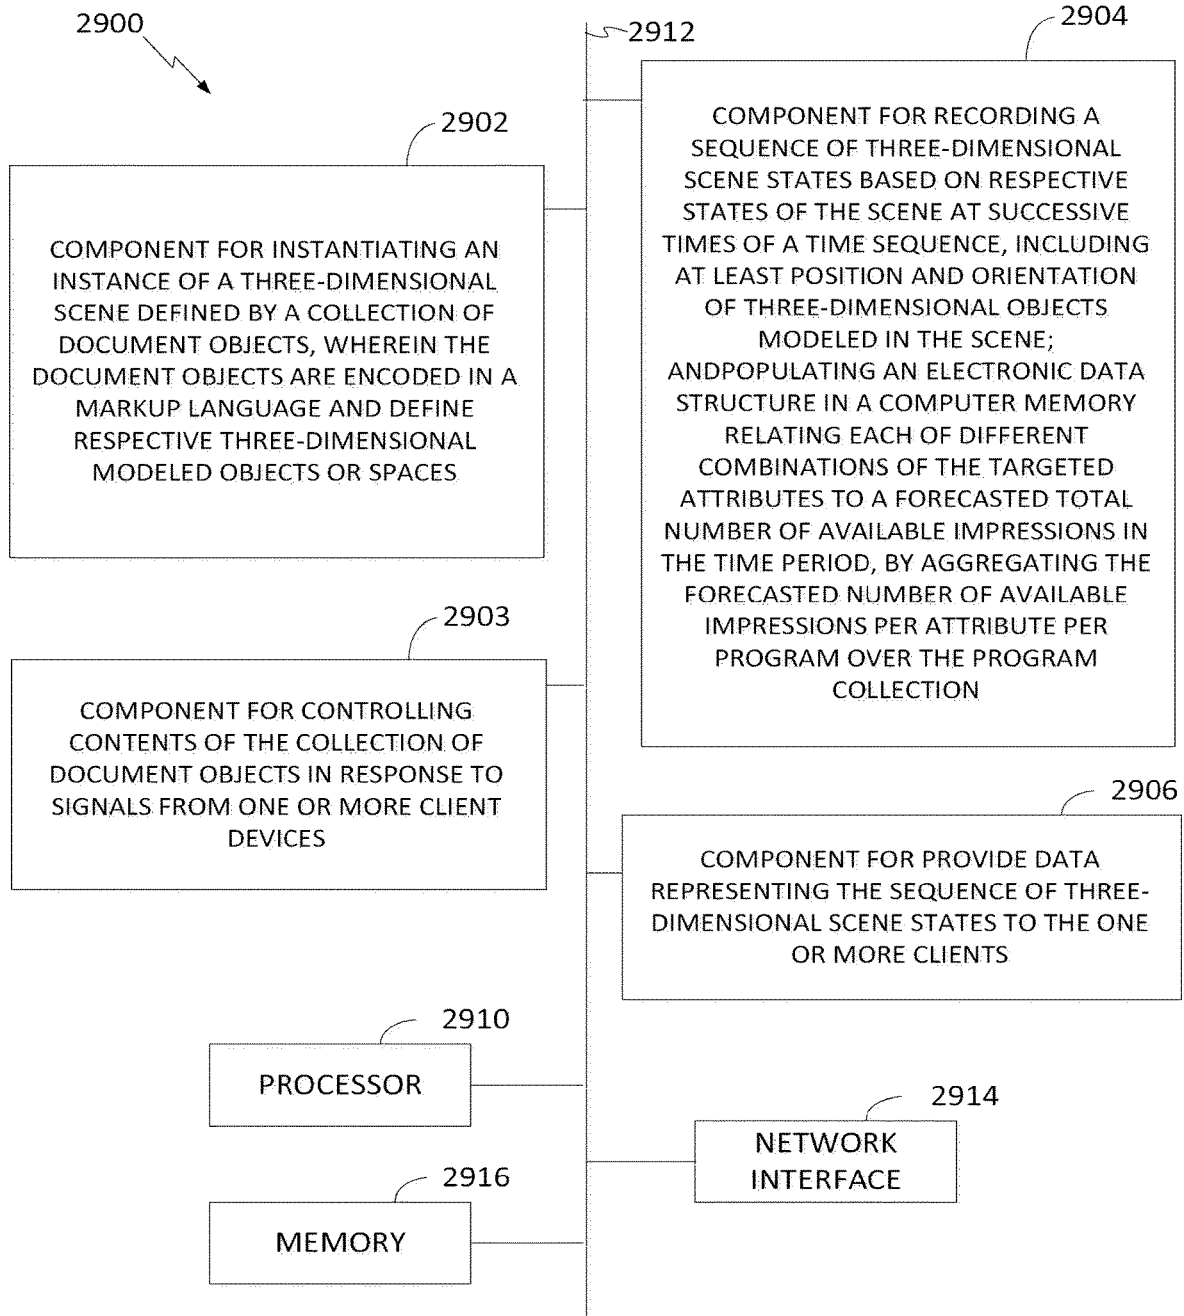 2900
2912
2904
2902
COMPONENT FOR INSTANTIATING AN
INSTANCE OF A THREE-DIMENSIONAL
SCENE DEFINED BY A COLLECTION OF
DOCUMENT OBJECTS, WHEREIN THE
DOCUMENT OBJECTS ARE ENCODED IN A
MARKUP LANGUAGE AND DEFINE
RESPECTIVE THREE-DIMENSIONAL
MODELED OBJECTS OR SPACES
COMPONENT FOR RECORDING A
SEQUENCE OF THREE-DIMENSIONAL
SCENE STATES BASED ON RESPECTIVE
STATES OF THE SCENE AT SUCCESSIVE
TIMES OF A TIME SEQUENCE, INCLUDING
AT LEAST POSITION AND ORIENTATION
OF THREE-DIMENSIONAL OBJECTS
MODELED IN THE SCENE;
ANDPOPULATING AN ELECTRONIC DATA
STRUCTURE IN A COMPUTER MEMORY
RELATING EACH OF DIFFERENT
COMBINATIONS OF THE TARGETED
ATTRIBUTES TO A FORECASTED TOTAL
NUMBER OF AVAILABLE IMPRESSIONS IN
THE TIME PERIOD, BY AGGREGATING THE
FORECASTED NUMBER OF AVAILABLE
IMPRESSIONS PER ATTRIBUTE PER
PROGRAM OVER THE PROGRAM
COLLECTION
2903
COMPONENT FOR CONTROLLING
CONTENTS OF THE COLLECTION OF
DOCUMENT OBJECTS IN RESPONSE TO
SIGNALS FROM ONE OR MORE CLIENT
DEVICES
2906
COMPONENT FOR PROVIDE DATA
REPRESENTING THE SEQUENCE OF THREE-
DIMENSIONAL SCENE STATES TO THE ONE
OR MORE CLIENTS
2910
PROCESSOR
2914
NETWORK
INTERFACE
2916
MEMORY